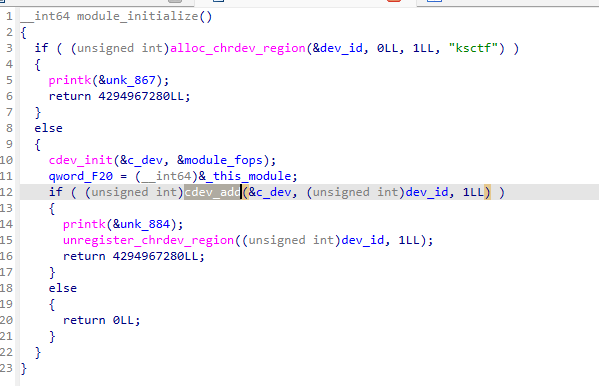 1 __int64 module_initialize()
2 {
3 if ( (unsigned int)alloc_chrdev_region(&dev_id, 0LL, 1LL, "ksctf") )
4 {
5 printk(&unk_867);
6 return 4294967280LL;
7 }
8 else
9 {
10 cdev_init(&c_dev, &module_fops);
11 qword_F20 = (__int64)&_this_module;
12 if ( (unsigned int)cdev_add(&c_dev, (unsigned int)dev_id, 1LL) )
13 {
14 printk(&unk_884);
15 unregister_chrdev_region((unsigned int)dev_id, 1LL);
16 return 4294967280LL;
17 }
18 else
19 {
20 return 0LL;
21 }
22 }
23 }